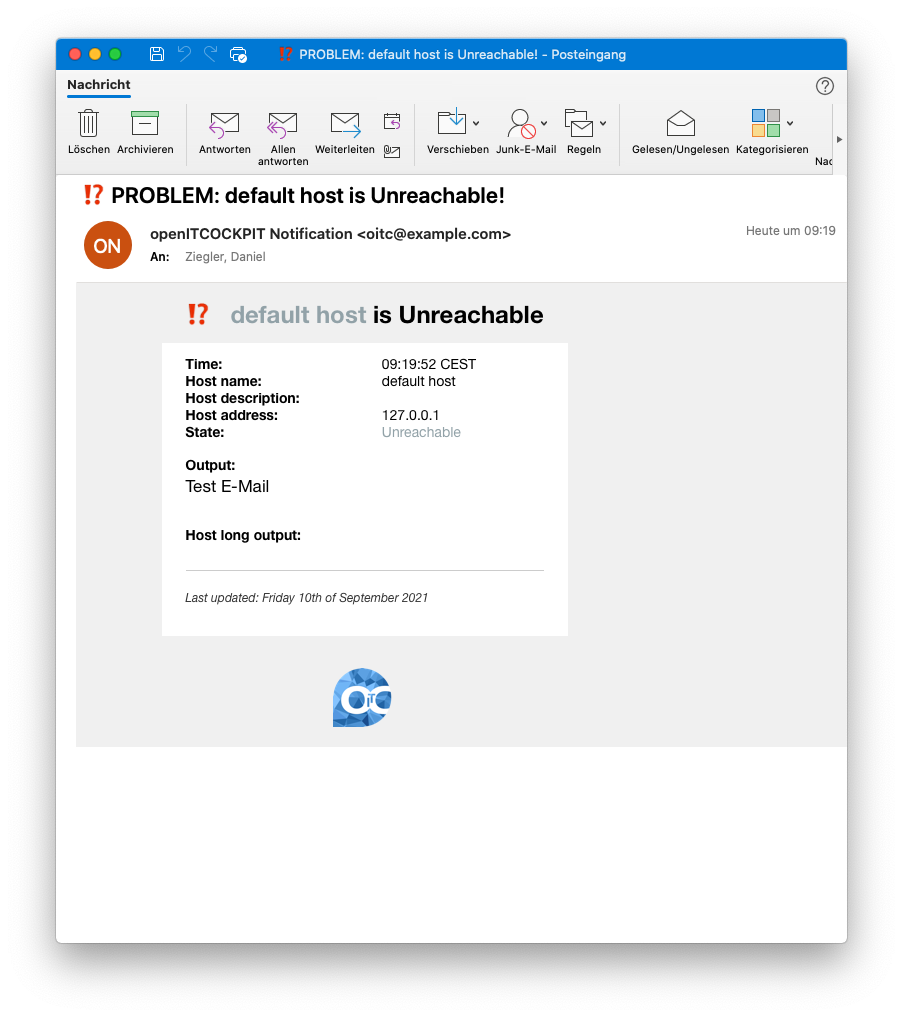 ⁉️ PROBLEM: default host is Unreachable! - Posteingang
Nachricht
Löschen Archivieren Antworten Allen antworten Weiterleiten Verschieben Junk-E-Mail Regeln Gelesen/Ungelesen Kategorisieren
⁉️ PROBLEM: default host is Unreachable!
ON openITCOCKPIT Notification <oitc@example.com> Heute um 09:19
An: Ziegler, Daniel
⁉️ default host is Unreachable
Time: 09:19:52 CEST
Host name: default host
Host description:
Host address: 127.0.0.1
State: Unreachable
Output:
Test E-Mail
Host long output:
Last updated: Friday 10th of September 2021
OiTC